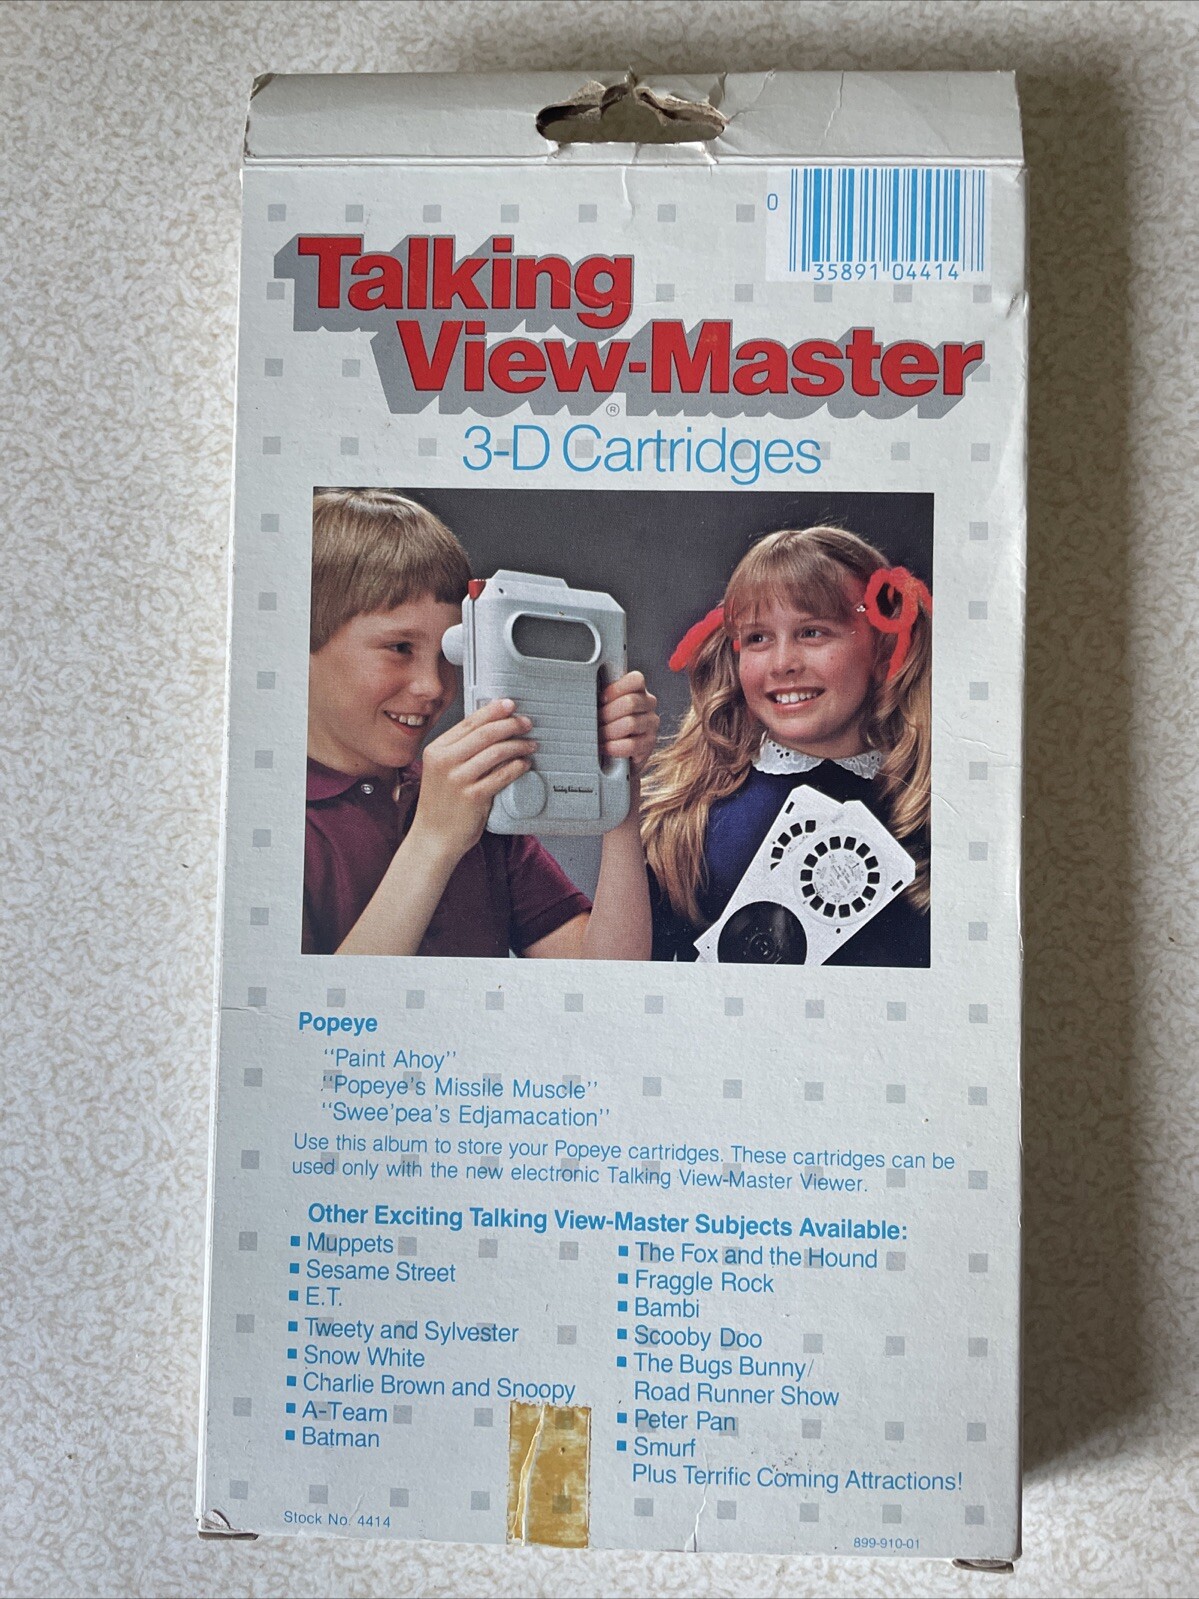 0
35891 04414
Talking
View-Master
®
3-D Cartridges
Talking View-Master
Popeye
"Paint Ahoy"
"Popeye's Missile Muscle"
"Swee'pea's Edjamacation"
Use this album to store your Popeye cartridges. These cartridges can be
used only with the new electronic Talking View-Master Viewer.
Other Exciting Talking View-Master Subjects Available:
▪ Muppets
▪ Sesame Street
▪ E.T.
▪ Tweety and Sylvester
▪ Snow White
▪ Charlie Brown and Snoopy
▪ A-Team
▪ Batman
▪ The Fox and the Hound
▪ Fraggle Rock
▪ Bambi
▪ Scooby Doo
▪ The Bugs Bunny/
Road Runner Show
▪ Peter Pan
▪ Smurf
Plus Terrific Coming Attractions!
Stock No. 4414
899-910-01